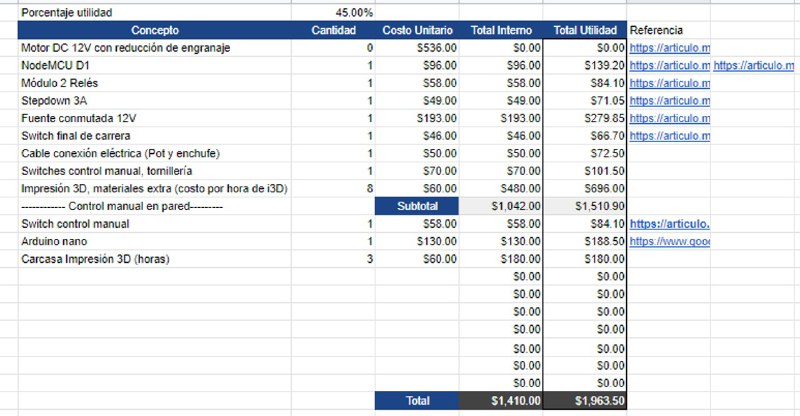 Porcentaje utilidad 45.00%
Concepto Cantidad Costo Unitario Total Interno Total Utilidad Referencia
Motor DC 12V con reducción de engranaje 0 $536.00 $0.00 $0.00 https://articulo.m
NodeMCU D1 1 $96.00 $96.00 $139.20 https://articulo.m https://articulo.m
Módulo 2 Relés 1 $58.00 $58.00 $84.10 https://articulo.m
Stepdown 3A 1 $49.00 $49.00 $71.05 https://articulo.m
Fuente conmutada 12V 1 $193.00 $193.00 $279.85 https://articulo.m
Switch final de carrera 1 $46.00 $46.00 $66.70 https://articulo.m
Cable conexión eléctrica (Pot y enchufe) 1 $50.00 $50.00 $72.50
Switches control manual, tornillería 1 $70.00 $70.00 $101.50
Impresión 3D, materiales extra (costo por hora de i3D) 8 $60.00 $480.00 $696.00
------------ Control manual en pared--------- Subtotal $1,042.00 $1,510.90
Switch control manual 1 $58.00 $58.00 $84.10 https://articulo.
Arduino nano 1 $130.00 $130.00 $188.50 https://www.goo
Carcasa Impresión 3D (horas) 3 $60.00 $180.00 $180.00
$0.00 $0.00
$0.00 $0.00
$0.00 $0.00
$0.00 $0.00
$0.00 $0.00
$0.00 $0.00
$0.00 $0.00
Total $1,410.00 $1,963.50